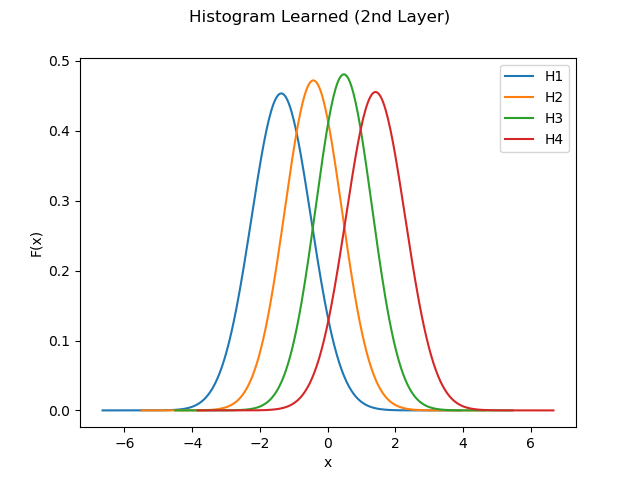 Histogram Learned (2nd Layer)
0.5
0.4
0.3
0.2
0.1
0.0
F(x)
H1
H2
H3
H4
−6 −4 −2 0 2 4 6
x